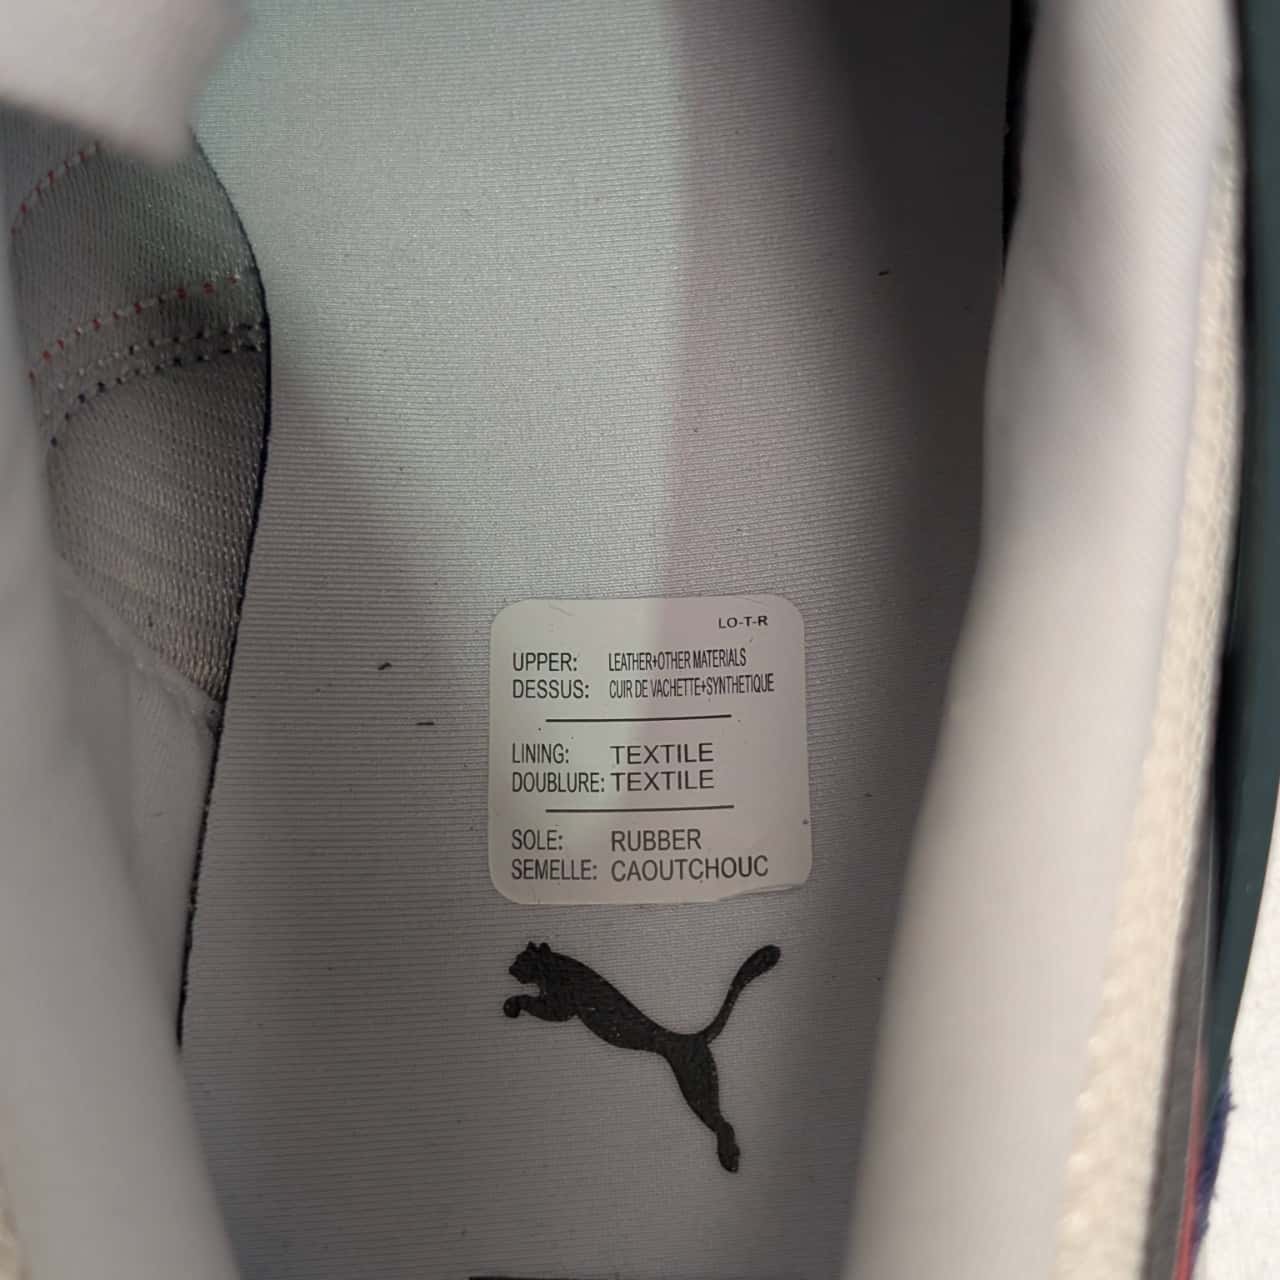 LO-T-R
UPPER: LEATHER+OTHER MATERIALS
DESSUS: CUIR DE VACHETTE+SYNTHETIQUE
LINING: TEXTILE
DOUBLURE: TEXTILE
SOLE: RUBBER
SEMELLE: CAOUTCHOUC